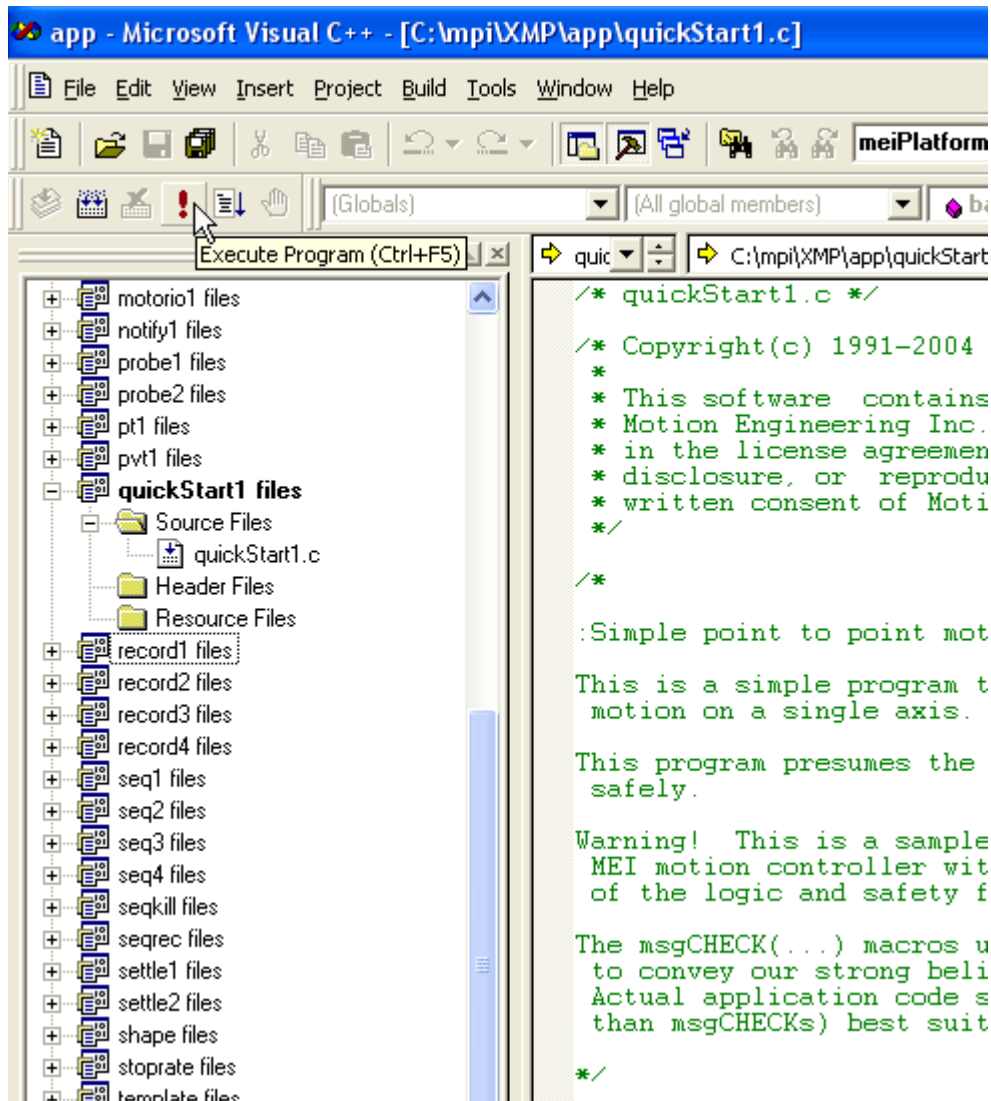 app - Microsoft Visual C++ - [C:\mpi\XMP\app\quickStart1.c]
File Edit View Insert Project Build Tools Window Help
meiPlatform
(Globals) (All global members)
Execute Program (Ctrl+F5)
quic C:\mpi\XMP\app\quickStart
motorio1 files
notify1 files
probe1 files
probe2 files
pt1 files
pvt1 files
quickStart1 files
Source Files
quickStart1.c
Header Files
Resource Files
record1 files
record2 files
record3 files
record4 files
seq1 files
seq2 files
seq3 files
seq4 files
seqkill files
seqrec files
settle1 files
settle2 files
shape files
stoprate files
template files
/* quickStart1.c */
/* Copyright(c) 1991-2004
*
* This software  contains
* Motion Engineering Inc.
* in the license agreemen
* disclosure, or  reprodu
* written consent of Moti
*/
/*
:Simple point to point mot
This is a simple program t
motion on a single axis.
This program presumes the
safely.
Warning!  This is a sample
MEI motion controller wit
of the logic and safety f
The msgCHECK(...) macros u
to convey our strong beli
Actual application code s
than msgCHECKs) best suit
*/